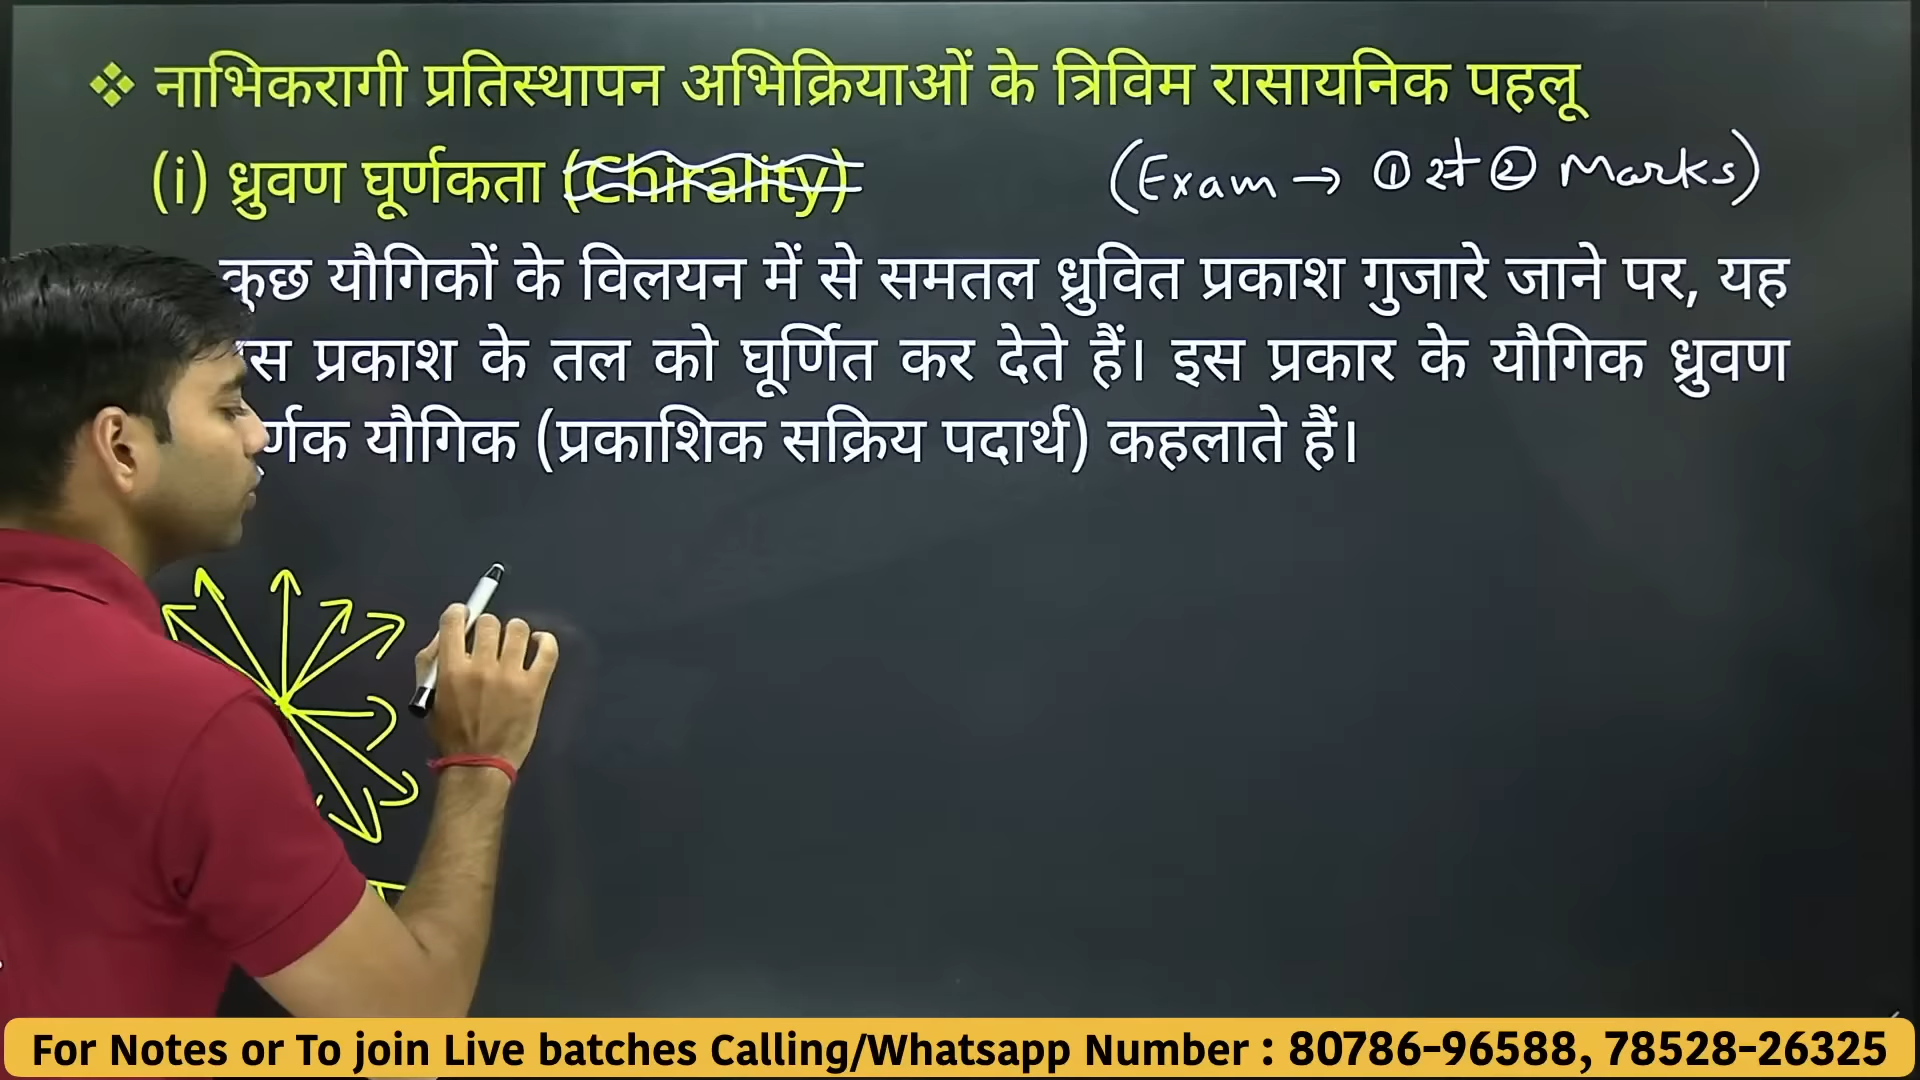 ❖ नाभिकरागी प्रतिस्थापन अभिक्रियाओं के त्रिविम रासायनिक पहलू
(i) ध्रुवण घूर्णकता (Chirality) (Exam → ① से ② Marks)
कुछ यौगिकों के विलयन में से समतल ध्रुवित प्रकाश गुजारे जाने पर, यह
प्रकाश के तल को घूर्णित कर देते हैं। इस प्रकार के यौगिक ध्रुवण
यौगिक (प्रकाशिक सक्रिय पदार्थ) कहलाते हैं।
For Notes or To join Live batches Calling/Whatsapp Number : 80786-96588, 78528-26325